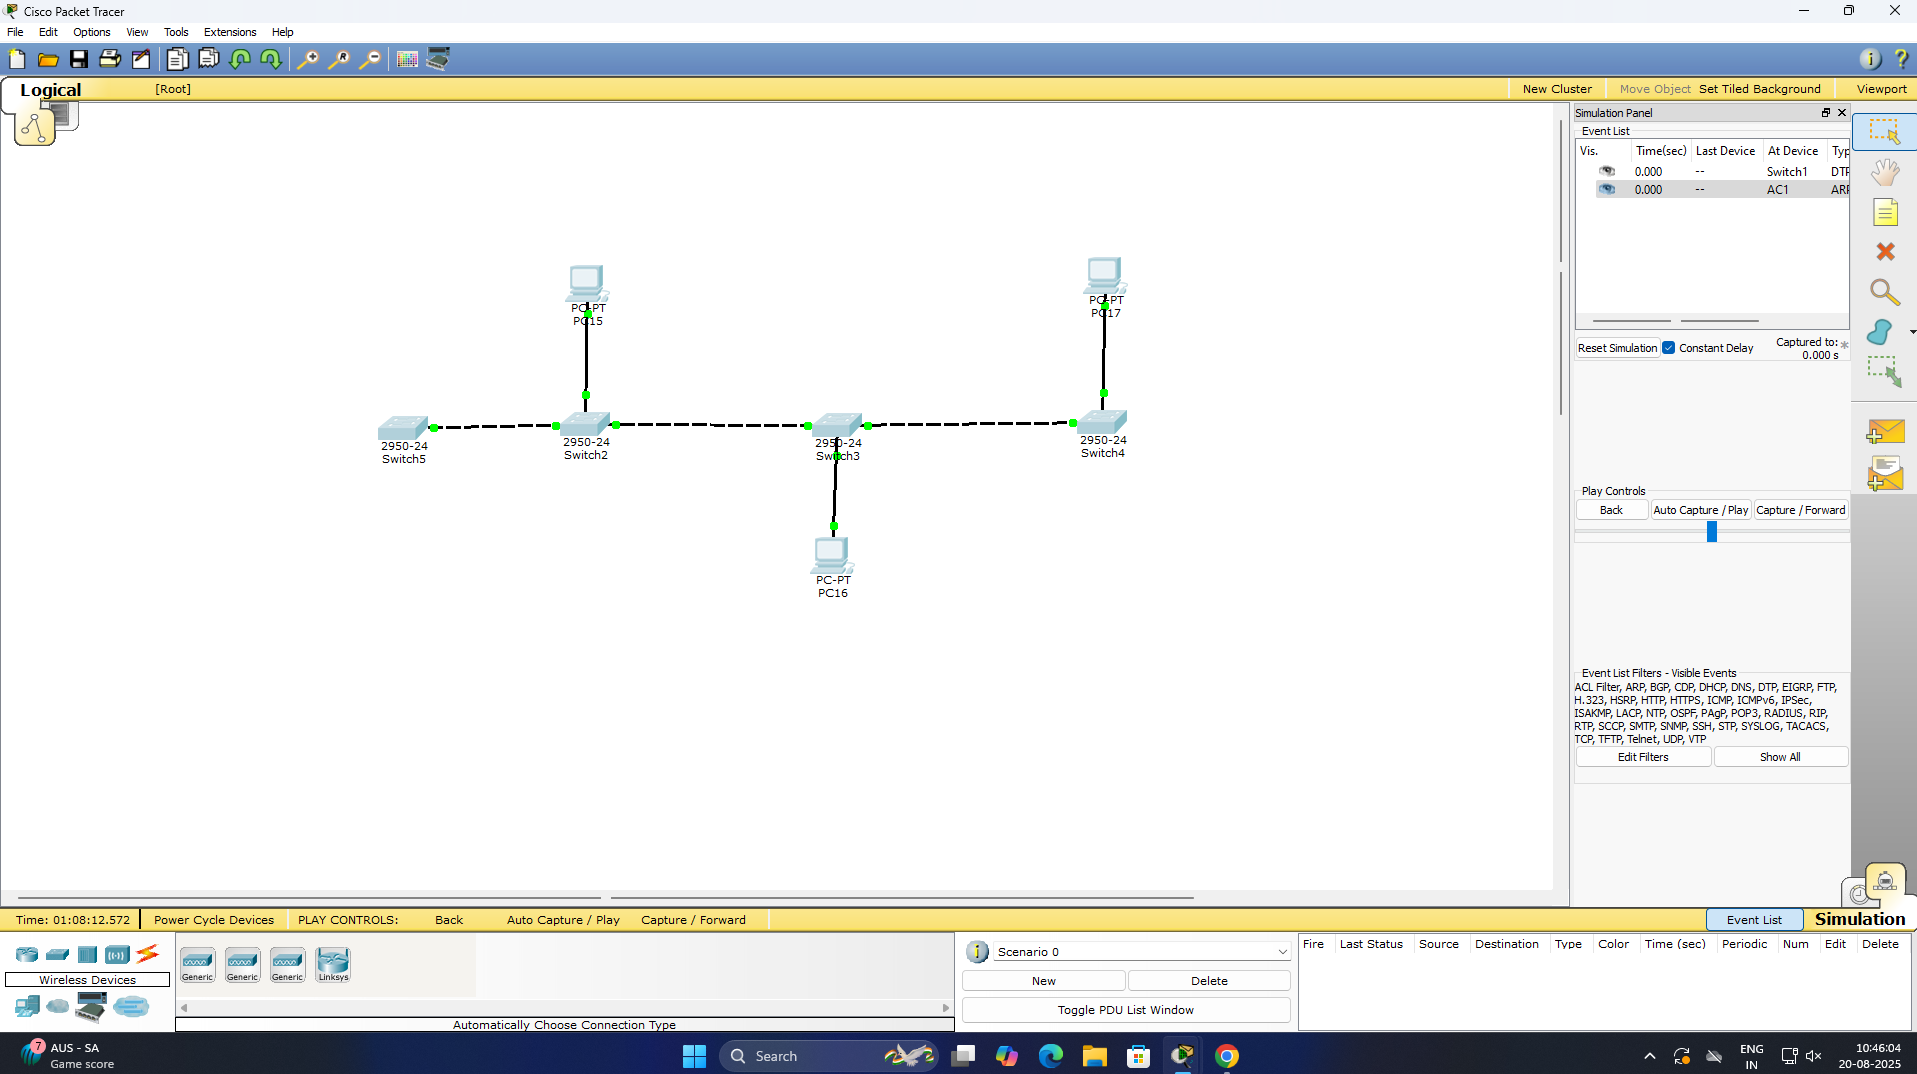 Cisco Packet Tracer
File Edit Options View Tools Extensions Help
Logical [Root] New Cluster Move Object Set Tiled Background Viewport
Simulation Panel
Event List
Vis. Time(sec) Last Device At Device Typ
0.000 -- Switch1 DTP
0.000 -- AC1 ARP
Reset Simulation Constant Delay Captured to: *
0.000 s
PC-PT
PC15
PC-PT
PC17
2950-24
Switch5
2950-24
Switch2
2950-24
Switch3
2950-24
Switch4
PC-PT
PC16
Play Controls
Back Auto Capture / Play Capture / Forward
Event List Filters - Visible Events
ACL Filter, ARP, BGP, CDP, DHCP, DNS, DTP, EIGRP, FTP,
H.323, HSRP, HTTP, HTTPS, ICMP, ICMPv6, IPSec,
ISAKMP, LACP, NTP, OSPF, PAgP, POP3, RADIUS, RIP,
RTP, SCCP, SMTP, SNMP, SSH, STP, SYSLOG, TACACS,
TCP, TFTP, Telnet, UDP, VTP
Edit Filters Show All
Time: 01:08:12.572 Power Cycle Devices PLAY CONTROLS: Back Auto Capture / Play Capture / Forward Event List Simulation
Wireless Devices
Generic Generic Generic Linksys
Automatically Choose Connection Type
Scenario 0
New Delete
Toggle PDU List Window
Fire Last Status Source Destination Type Color Time (sec) Periodic Num Edit Delete
7 AUS - SA
Game score
Search
ENG
IN
10:46:04
20-08-2025